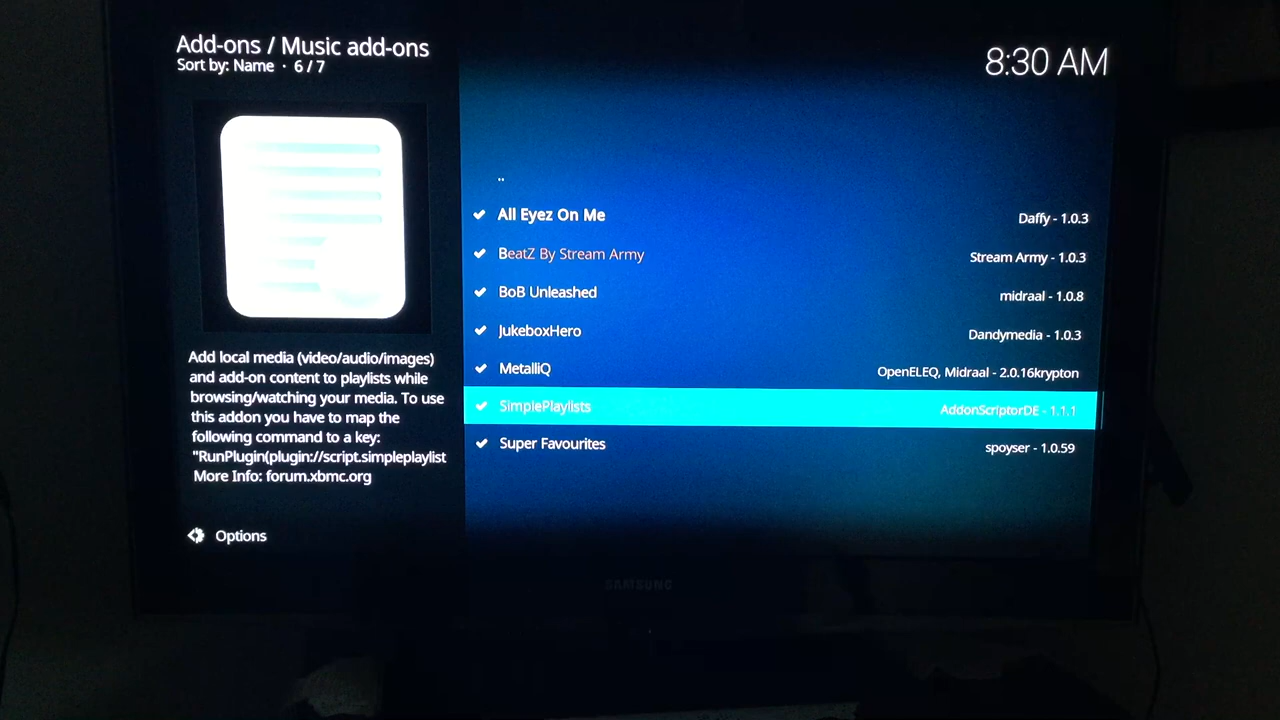 Add-ons / Music add-ons
Sort by: Name · 6 / 7
8:30 AM
..
All Eyez On Me
Daffy - 1.0.3
BeatZ By Stream Army
Stream Army - 1.0.3
BoB Unleashed
midraal - 1.0.8
JukeboxHero
Dandymedia - 1.0.3
MetalliQ
OpenELEQ, Midraal - 2.0.16krypton
SimplePlaylists
AddonScriptorDE - 1.1.1
Super Favourites
spoyser - 1.0.59
Add local media (video/audio/images)
and add-on content to playlists while
browsing/watching your media. To use
this addon you have to map the
following command to a key:
"RunPlugin(plugin://script.simpleplaylist
More Info: forum.xbmc.org
Options
SAMSUNG